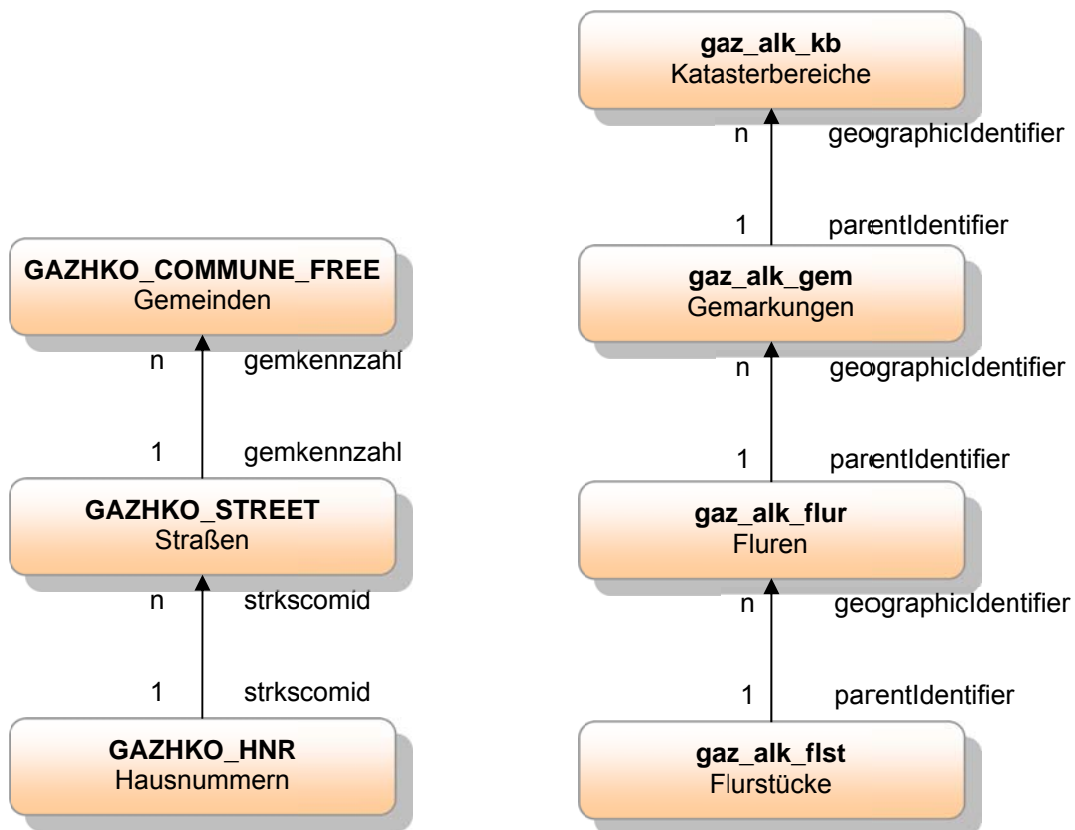 GAZHKO_COMMUNE_FREE
Gemeinden
n gemkennzahl
1 gemkennzahl
GAZHKO_STREET
Straßen
n strkscomid
1 strkscomid
GAZHKO_HNR
Hausnummern
gaz_alk_kb
Katasterbereiche
n geographicIdentifier
1 parentIdentifier
gaz_alk_gem
Gemarkungen
n geographicIdentifier
1 parentIdentifier
gaz_alk_flur
Fluren
n geographicIdentifier
1 parentIdentifier
gaz_alk_flst
Flurstücke